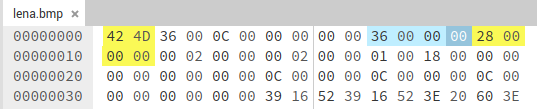 lena.bmp ×
00000000 42 4D 36 00 0C 00 00 00 00 00 36 00 00 00 28 00
00000010 00 00 00 02 00 00 00 02 00 00 01 00 18 00 00 00
00000020 00 00 00 00 0C 00 00 00 0C 00 00 00 0C 00
00000030 00 00 00 00 00 00 39 16 52 39 16 52 3E 20 60 3E